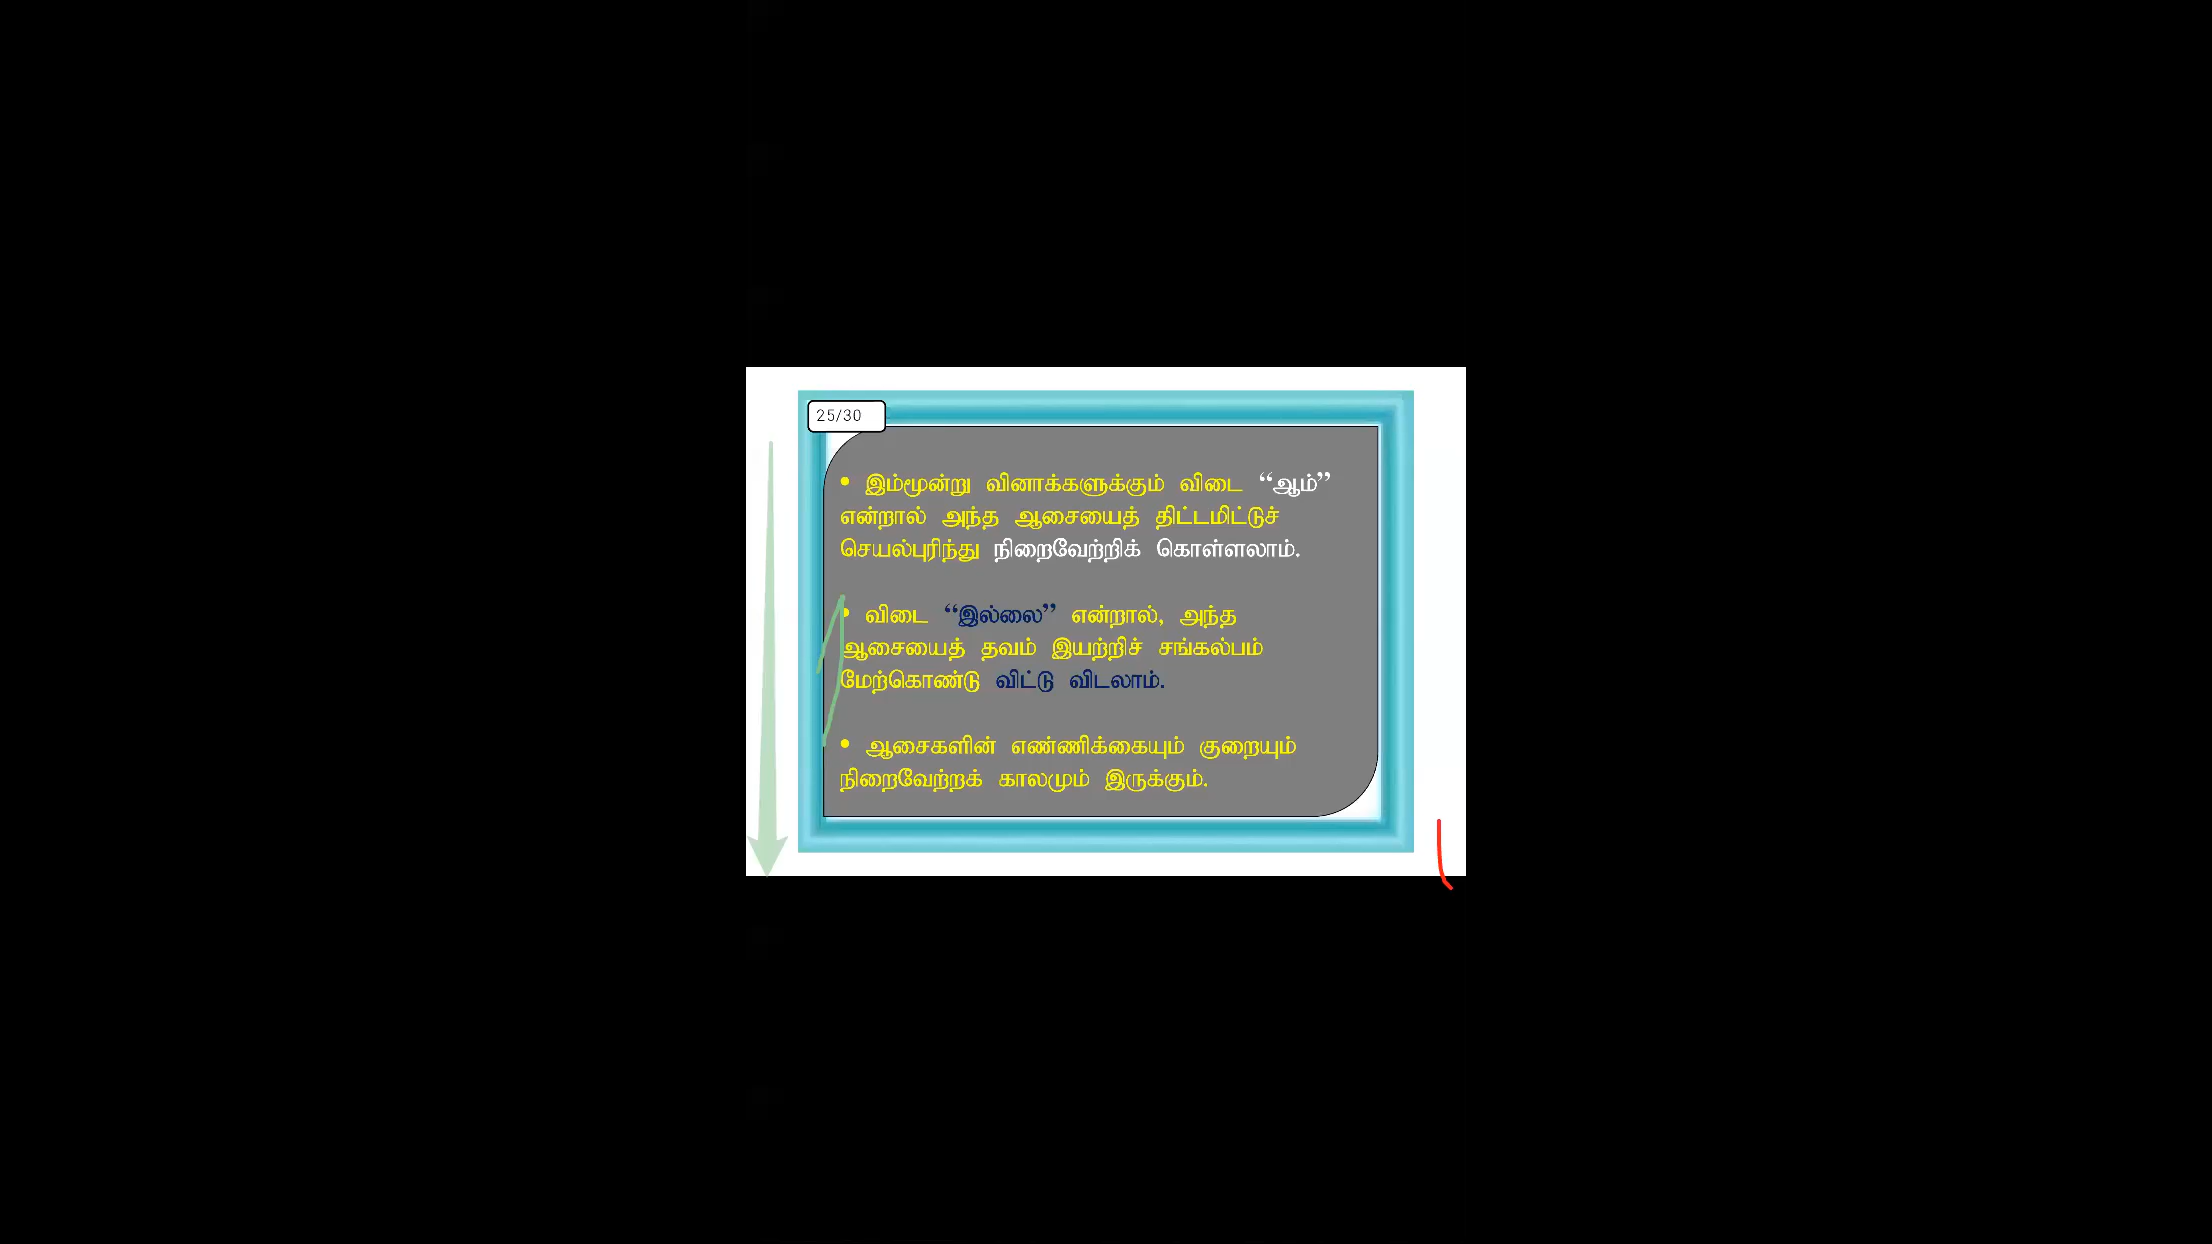 25/30
• இம்மூன்று வினாக்களுக்கும் விடை “ஆம்”
என்றால் அந்த ஆசையைத் திட்டமிட்டுச்
செயல்புரிந்து நிறைவேற்றிக் கொள்ளலாம்.
• விடை “இல்லை” என்றால், அந்த
ஆசையைத் தவம் இயற்றிச் சங்கல்பம்
மேற்கொண்டு விட்டு விடலாம்.
• ஆசைகளின் எண்ணிக்கையும் குறையும்
நிறைவேற்றக் காலமும் இருக்கும்.